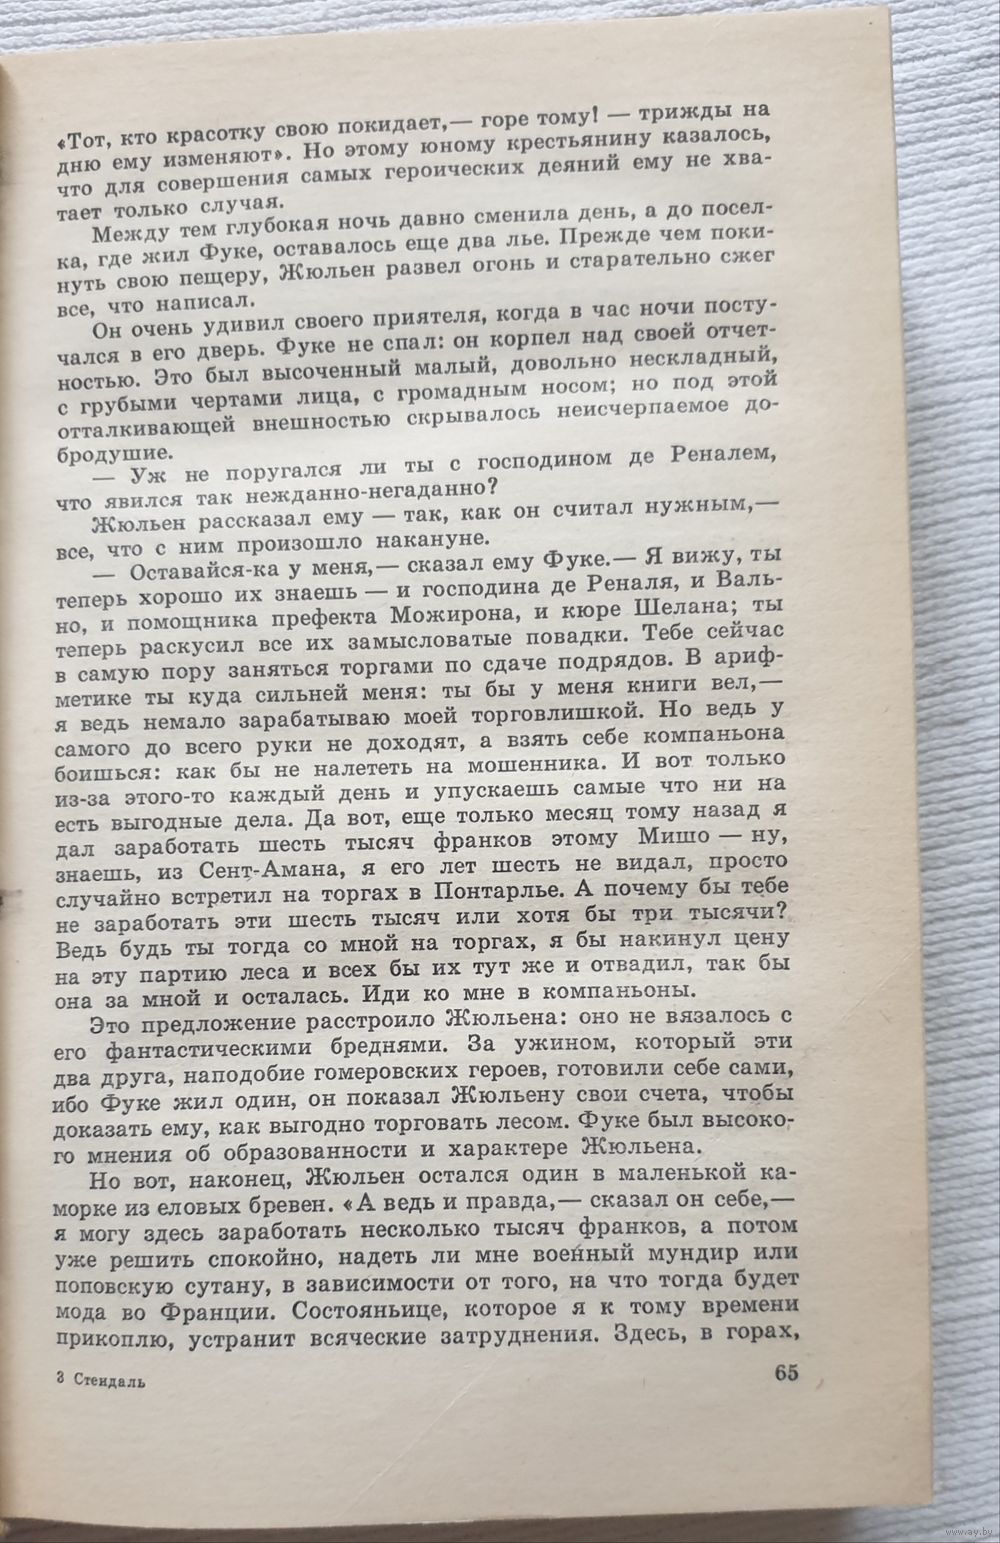 «Тот, кто красотку свою покидает,— горе тому! — трижды на
дню ему изменяют». Но этому юному крестьянину казалось,
что для совершения самых героических деяний ему не хва-
тает только случая.
Между тем глубокая ночь давно сменила день, а до посел-
ка, где жил Фуке, оставалось еще два лье. Прежде чем поки-
нуть свою пещеру, Жюльен развел огонь и старательно сжег
все, что написал.
Он очень удивил своего приятеля, когда в час ночи посту-
чался в его дверь. Фуке не спал: он корпел над своей отчет-
ностью. Это был высоченный малый, довольно нескладный,
с грубыми чертами лица, с громадным носом; но под этой
отталкивающей внешностью скрывалось неисчерпаемое до-
бродушие.
— Уж не поругался ли ты с господином де Реналем,
что явился так нежданно-негаданно?
Жюльен рассказал ему — так, как он считал нужным,—
все, что с ним произошло накануне.
— Оставайся-ка у меня,— сказал ему Фуке.— Я вижу, ты
теперь хорошо их знаешь — и господина де Реналя, и Валь-
но, и помощника префекта Можирона, и кюре Шелана; ты
теперь раскусил все их замысловатые повадки. Тебе сейчас
в самую пору заняться торгами по сдаче подрядов. В ариф-
метике ты куда сильней меня: ты бы у меня книги вел,—
я ведь немало зарабатываю моей торговлишкой. Но ведь у
самого до всего руки не доходят, а взять себе компаньона
боишься: как бы не налететь на мошенника. И вот только
из-за этого-то каждый день и упускаешь самые что ни на
есть выгодные дела. Да вот, еще только месяц тому назад я
дал заработать шесть тысяч франков этому Мишо — ну,
знаешь, из Сент-Амана, я его лет шесть не видал, просто
случайно встретил на торгах в Понтарлье. А почему бы тебе
не заработать эти шесть тысяч или хотя бы три тысячи?
Ведь будь ты тогда со мной на торгах, я бы накинул цену
на эту партию леса и всех бы их тут же и отвадил, так бы
она за мной и осталась. Иди ко мне в компаньоны.
Это предложение расстроило Жюльена: оно не вязалось с
его фантастическими бреднями. За ужином, который эти
два друга, наподобие гомеровских героев, готовили себе сами,
ибо Фуке жил один, он показал Жюльену свои счета, чтобы
доказать ему, как выгодно торговать лесом. Фуке был высоко-
го мнения об образованности и характере Жюльена.
Но вот, наконец, Жюльен остался один в маленькой ка-
морке из еловых бревен. «А ведь и правда,— сказал он себе,—
я могу здесь заработать несколько тысяч франков, а потом
уже решить спокойно, надеть ли мне военный мундир или
поповскую сутану, в зависимости от того, на что тогда будет
мода во Франции. Состояньице, которое я к тому времени
прикоплю, устранит всяческие затруднения. Здесь, в горах,
3 Стендаль
65
www.ay.by